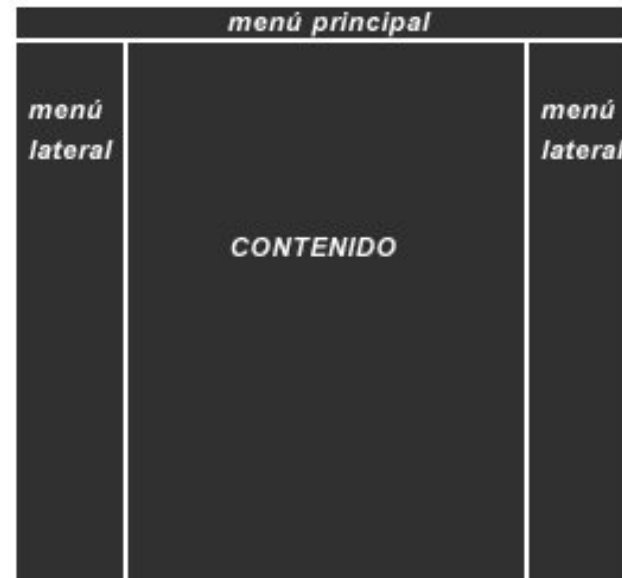 menú principal
menú
lateral
CONTENIDO
menú
lateral